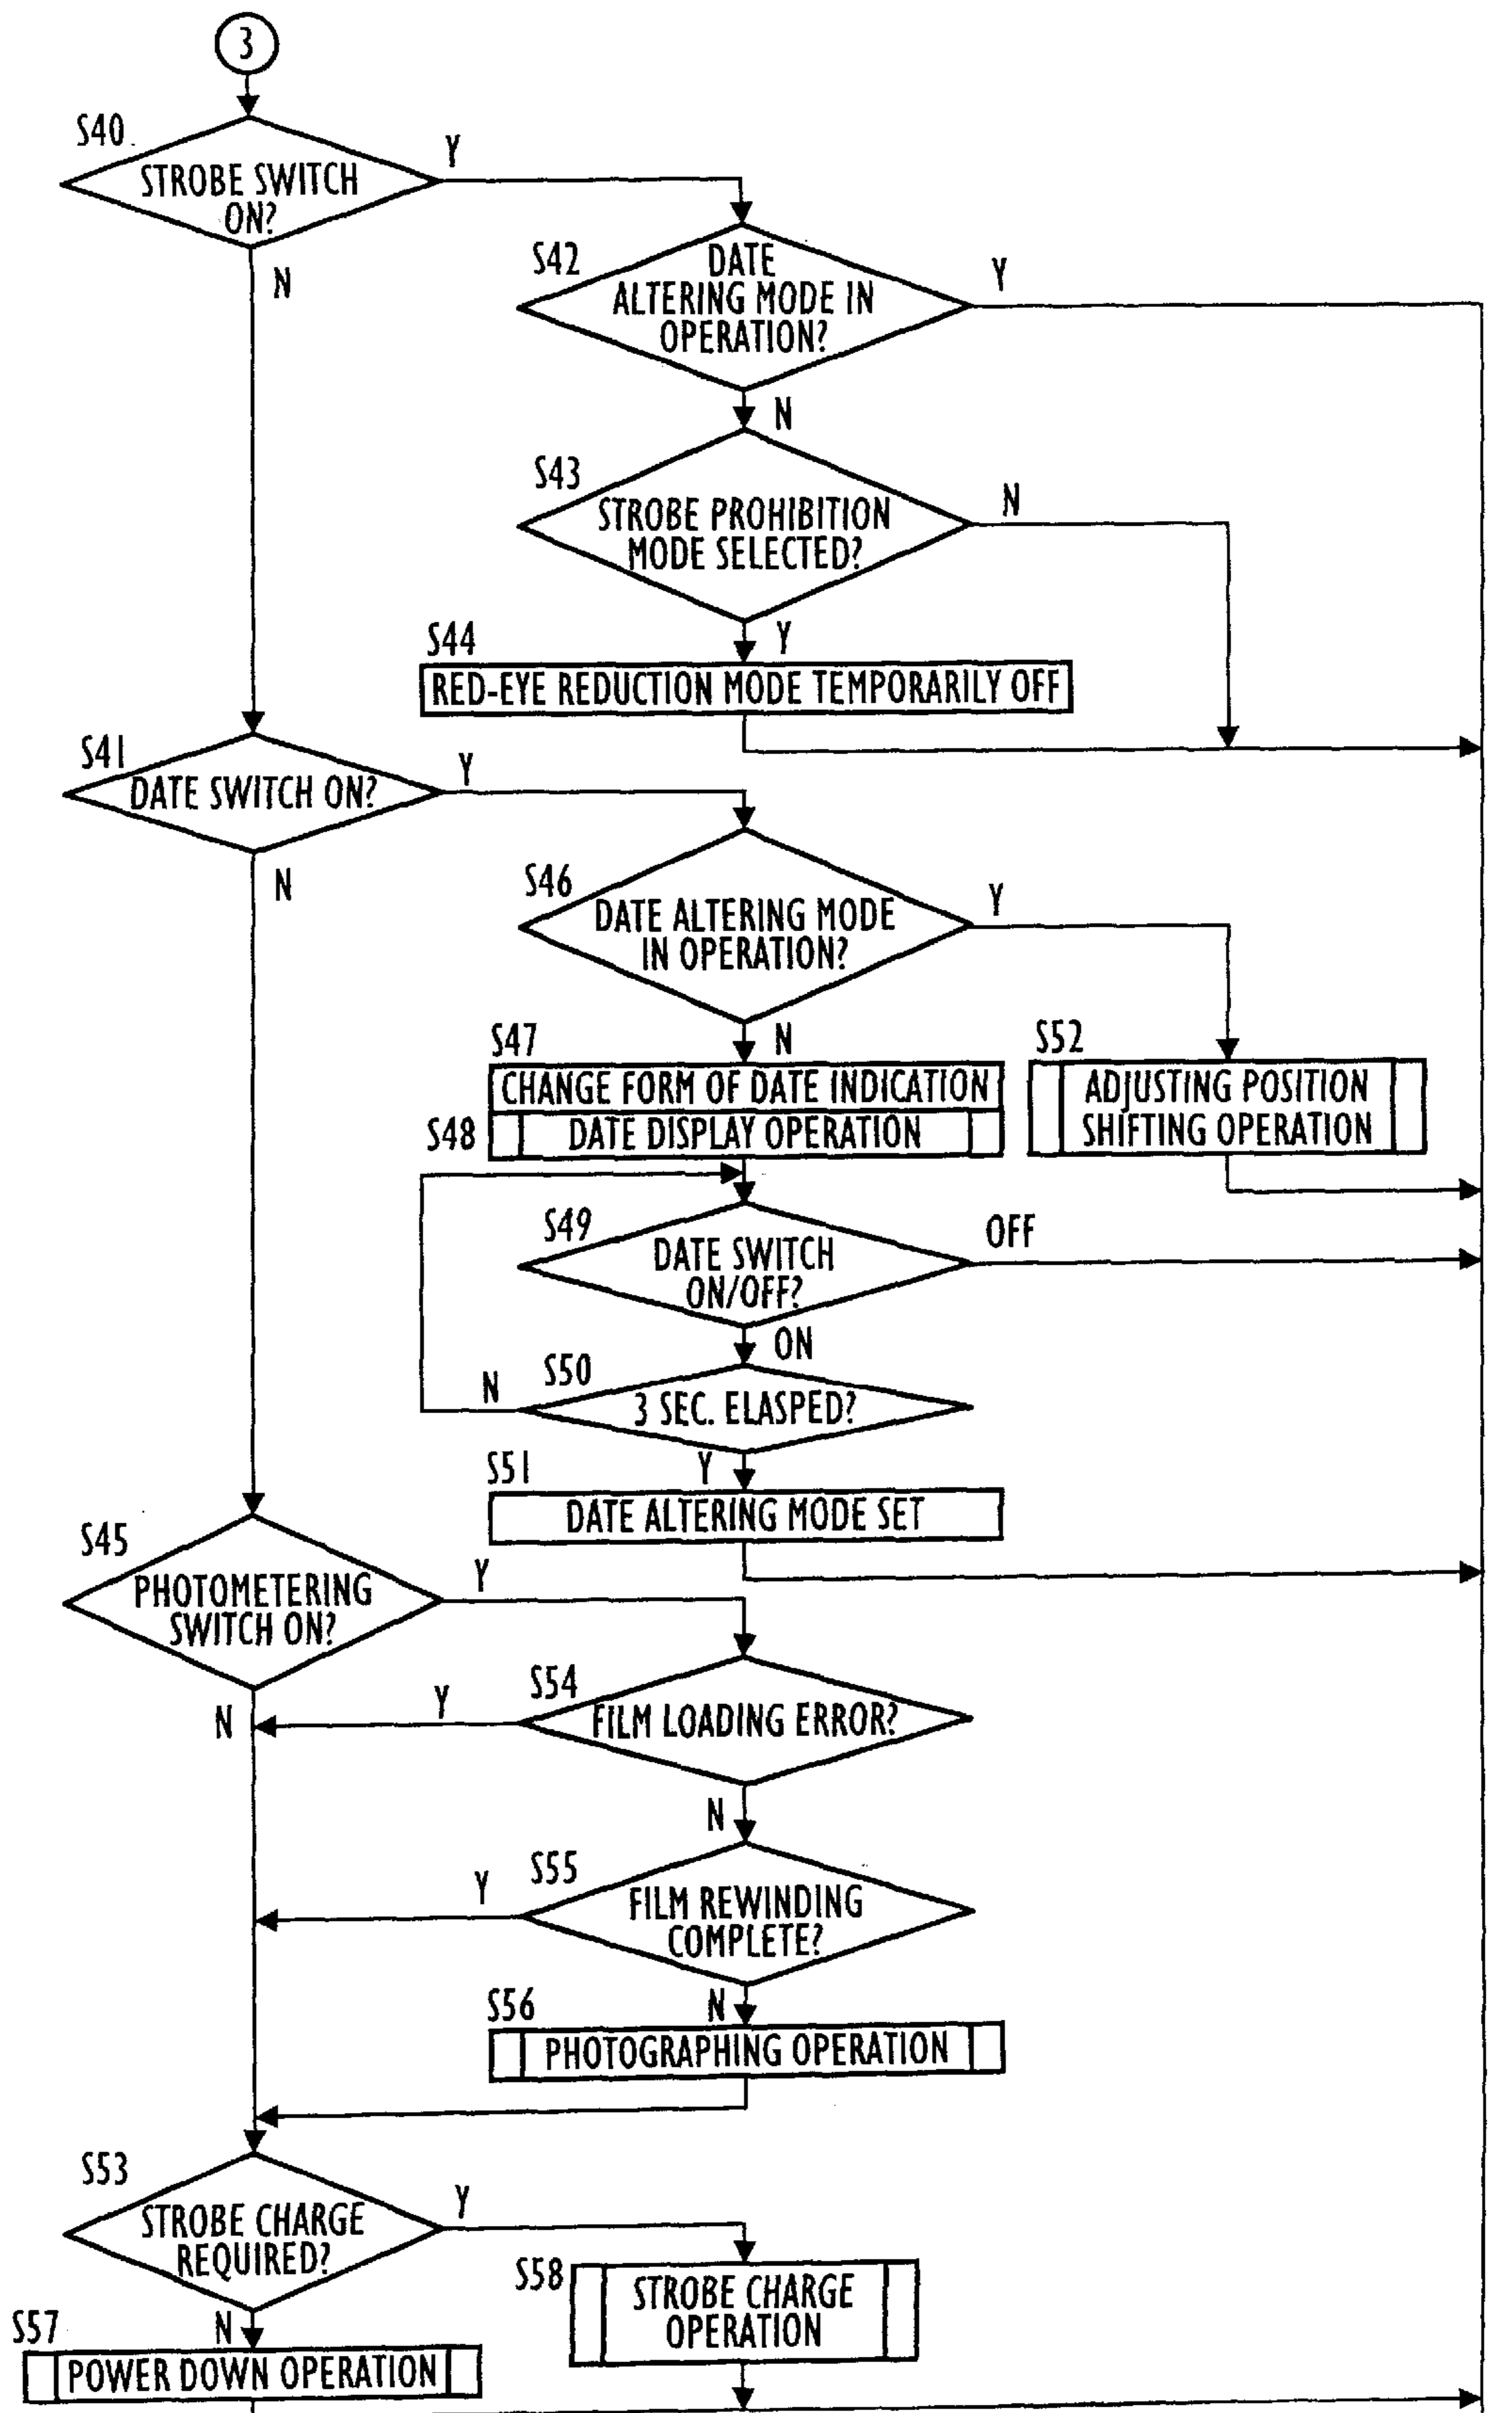 3
S40
STROBE SWITCH
ON?
Y
N
S42
DATE
ALTERING MODE IN
OPERATION?
Y
N
S43
STROBE PROHIBITION
MODE SELECTED?
N
Y
S44
RED-EYE REDUCTION MODE TEMPORARILY OFF
S41
DATE SWITCH ON?
Y
N
S46
DATE ALTERING MODE
IN OPERATION?
Y
N
S47
CHANGE FORM OF DATE INDICATION
S48
DATE DISPLAY OPERATION
S52
ADJUSTING POSITION
SHIFTING OPERATION
S49
DATE SWITCH
ON/OFF?
OFF
ON
S50
3 SEC. ELASPED?
N
Y
S51
DATE ALTERING MODE SET
S45
PHOTOMETERING
SWITCH ON?
Y
N
S54
FILM LOADING ERROR?
Y
N
S55
FILM REWINDING
COMPLETE?
Y
N
S56
PHOTOGRAPHING OPERATION
S53
STROBE CHARGE
REQUIRED?
Y
N
S58
STROBE CHARGE
OPERATION
S57
POWER DOWN OPERATION